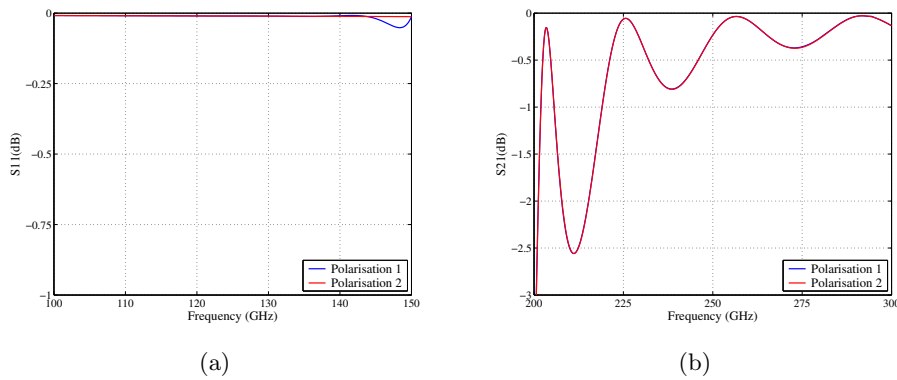 0
−0.25
−0.5
−0.75
−1
S11(dB)
100 110 120 130 140 150
Frequency (GHz)
Polarisation 1
Polarisation 2
(a)
0
−0.5
−1
−1.5
−2
−2.5
−3
S21(dB)
200 225 250 275 300
Frequency (GHz)
Polarisation 1
Polarisation 2
(b)